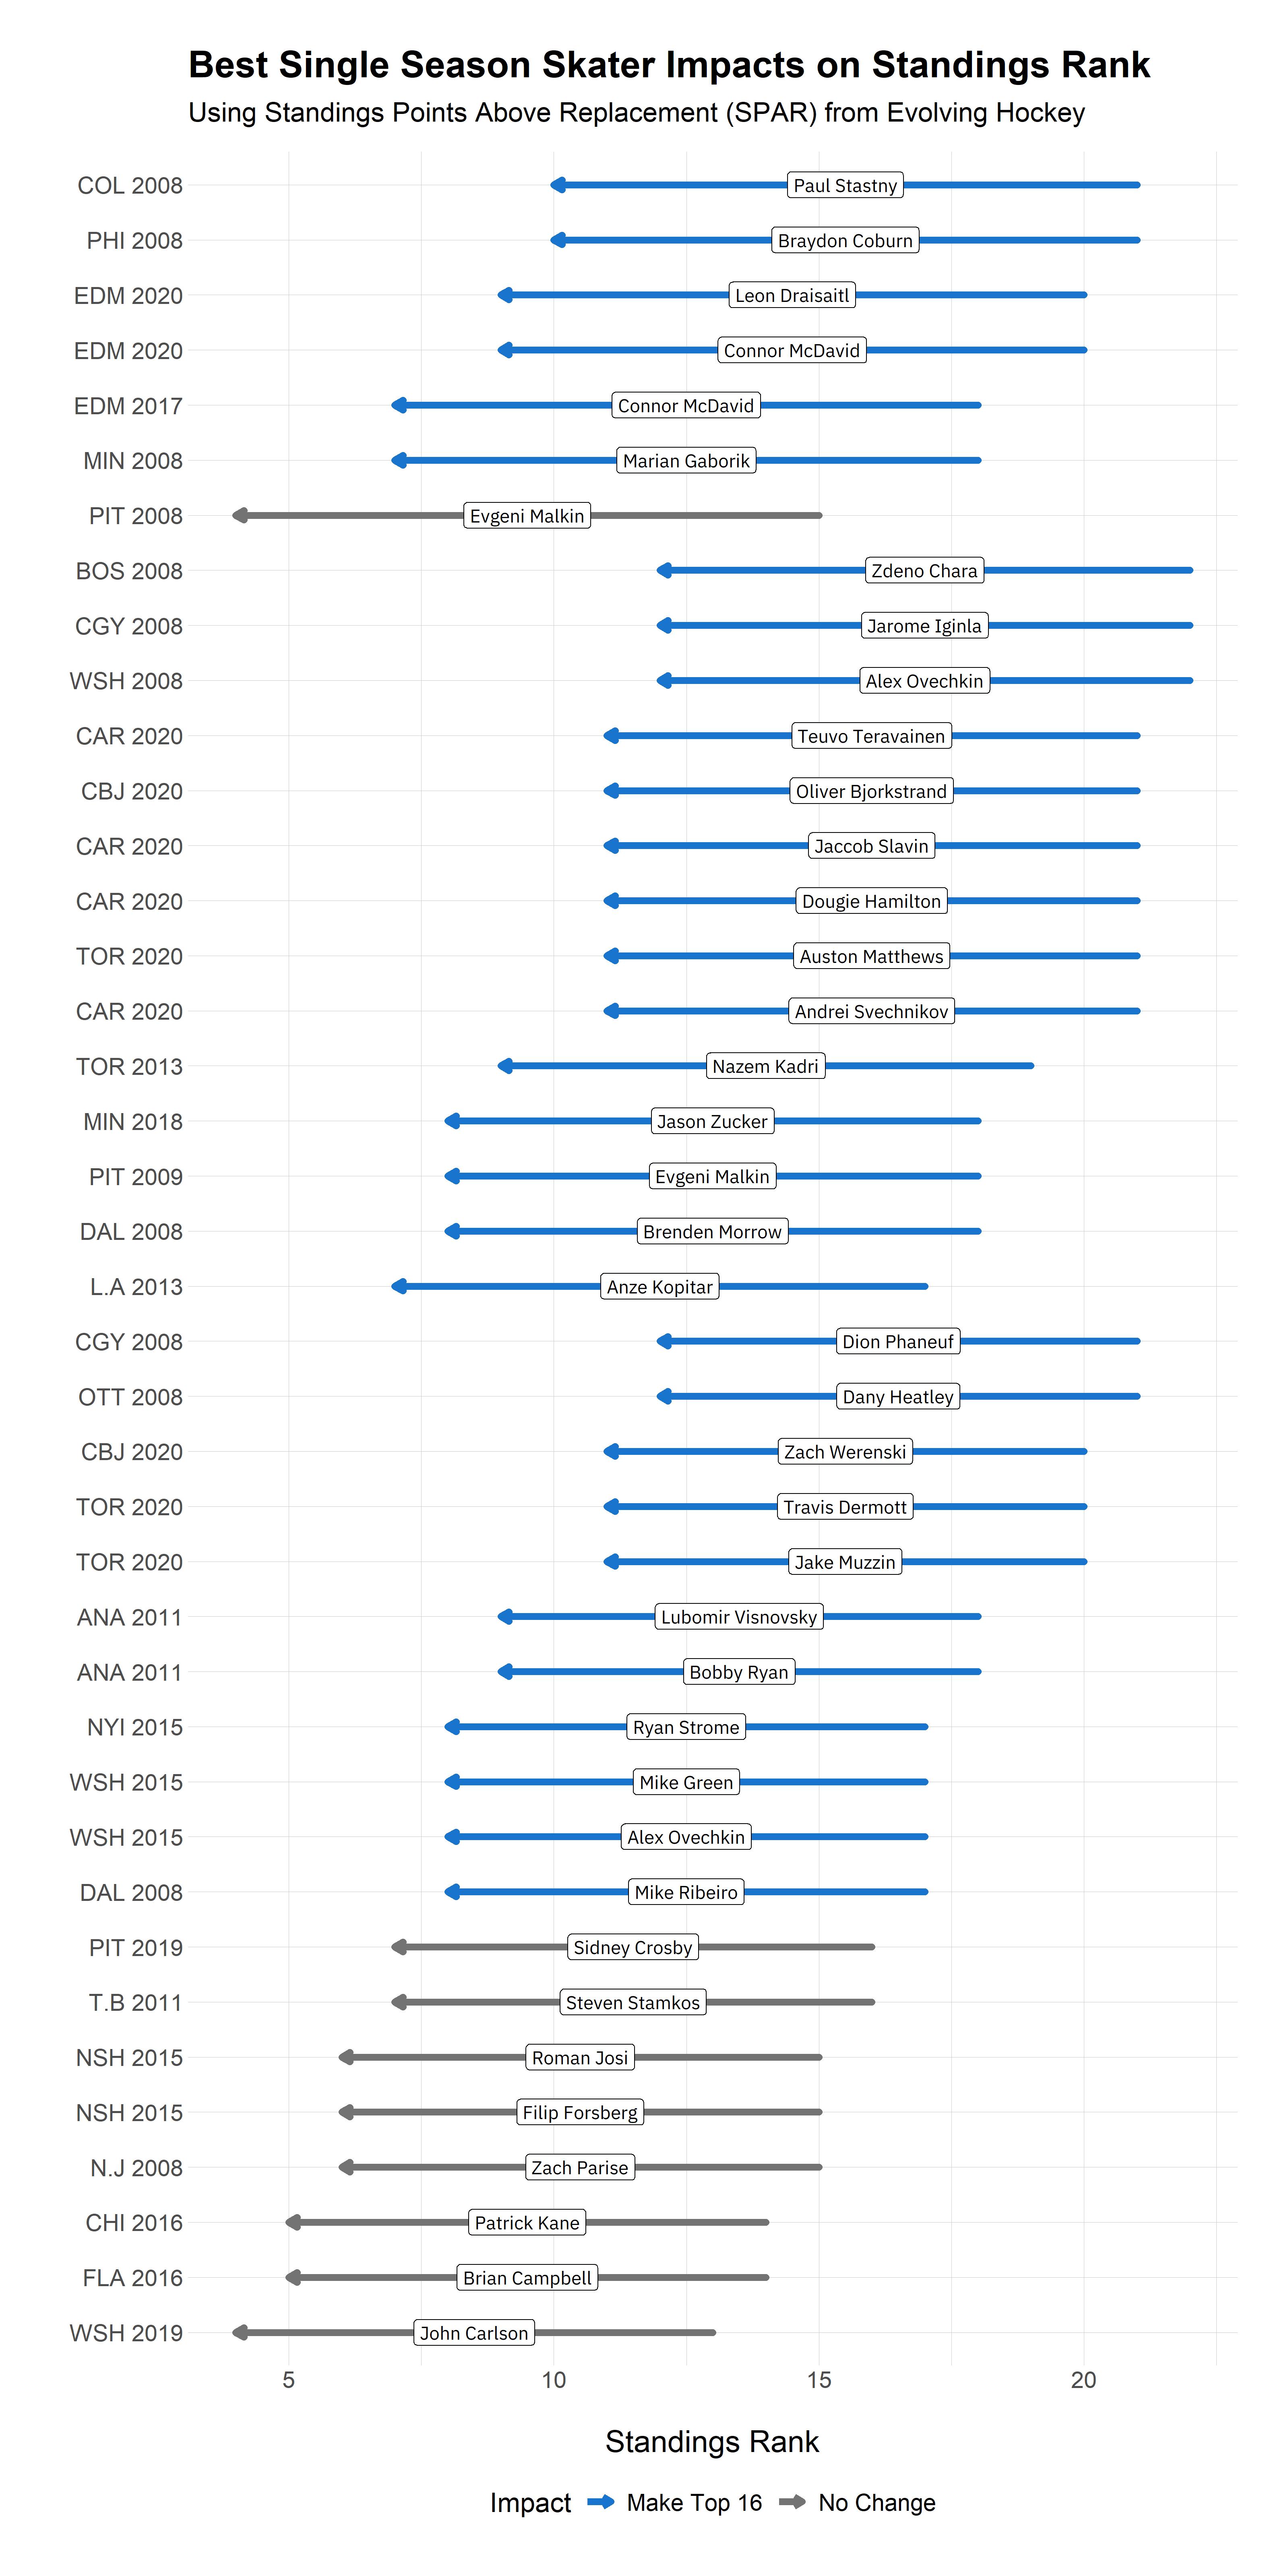 Best Single Season Skater Impacts on Standings Rank
Using Standings Points Above Replacement (SPAR) from Evolving Hockey
COL 2008 Paul Stastny
PHI 2008 Braydon Coburn
EDM 2020 Leon Draisaitl
EDM 2020 Connor McDavid
EDM 2017 Connor McDavid
MIN 2008 Marian Gaborik
PIT 2008 Evgeni Malkin
BOS 2008 Zdeno Chara
CGY 2008 Jarome Iginla
WSH 2008 Alex Ovechkin
CAR 2020 Teuvo Teravainen
CBJ 2020 Oliver Bjorkstrand
CAR 2020 Jaccob Slavin
CAR 2020 Dougie Hamilton
TOR 2020 Auston Matthews
CAR 2020 Andrei Svechnikov
TOR 2013 Nazem Kadri
MIN 2018 Jason Zucker
PIT 2009 Evgeni Malkin
DAL 2008 Brenden Morrow
L.A 2013 Anze Kopitar
CGY 2008 Dion Phaneuf
OTT 2008 Dany Heatley
CBJ 2020 Zach Werenski
TOR 2020 Travis Dermott
TOR 2020 Jake Muzzin
ANA 2011 Lubomir Visnovsky
ANA 2011 Bobby Ryan
NYI 2015 Ryan Strome
WSH 2015 Mike Green
WSH 2015 Alex Ovechkin
DAL 2008 Mike Ribeiro
PIT 2019 Sidney Crosby
T.B 2011 Steven Stamkos
NSH 2015 Roman Josi
NSH 2015 Filip Forsberg
N.J 2008 Zach Parise
CHI 2016 Patrick Kane
FLA 2016 Brian Campbell
WSH 2019 John Carlson
5 10 15 20
Standings Rank
Impact Make Top 16 No Change